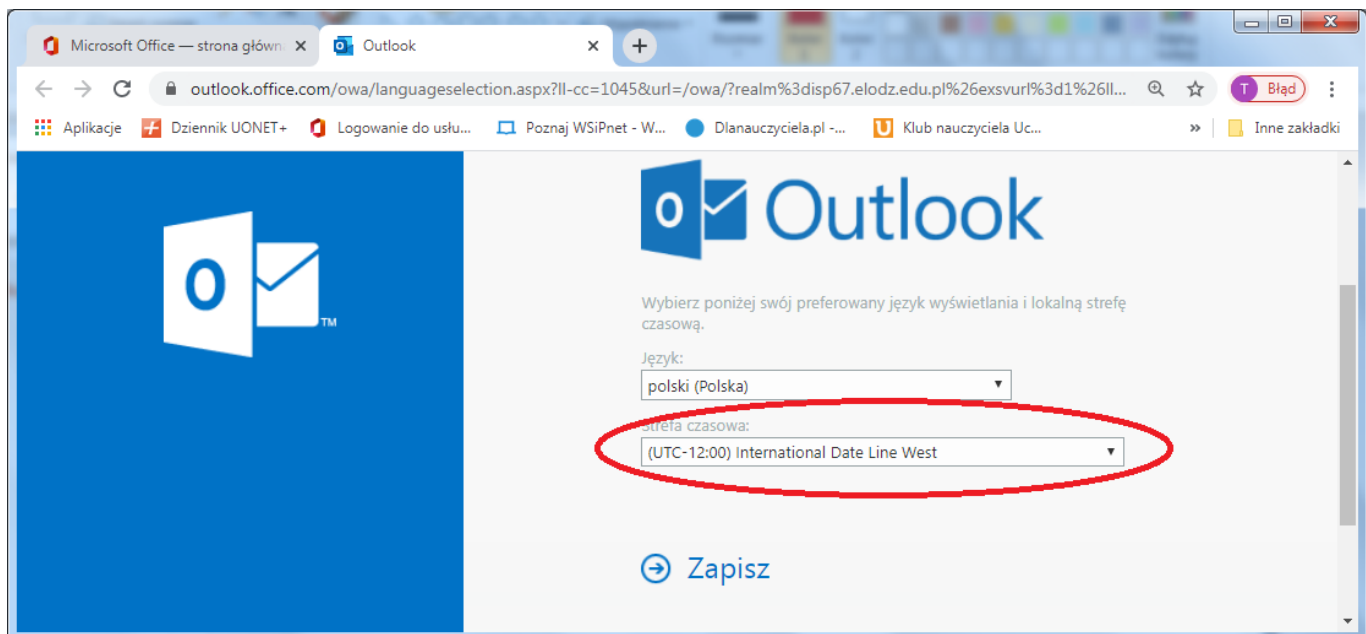 Microsoft Office — strona główn
Outlook
outlook.office.com/owa/languageselection.aspx?ll-cc=1045&url=/owa/?realm%3disp67.elodz.edu.pl%26exsvurl%3d1%26ll...
T Błąd
Aplikacje
Dziennik UONET+
Logowanie do usłu...
Poznaj WSiPnet - W...
Dlanauczyciela.pl -...
Klub nauczyciela Uc...
»
Inne zakładki
O
TM
O
Outlook
Wybierz poniżej swój preferowany język wyświetlania i lokalną strefę
czasową.
Język:
polski (Polska)
Strefa czasowa:
(UTC-12:00) International Date Line West
Zapisz